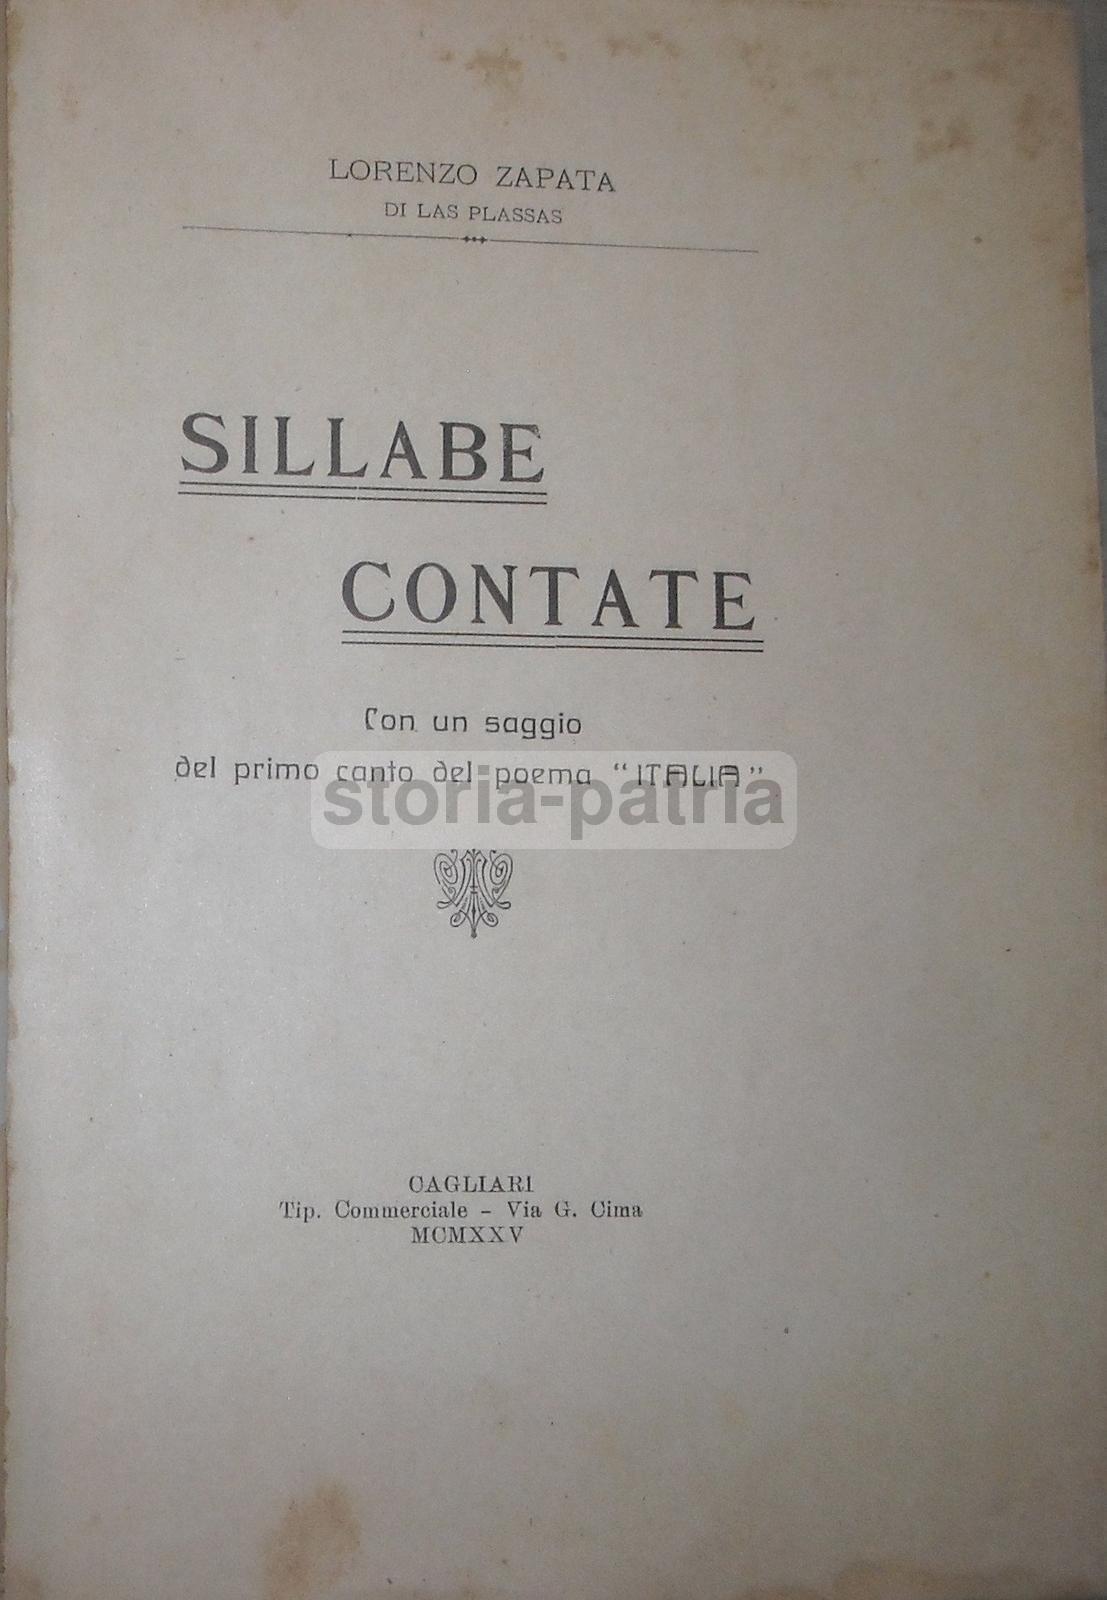 LORENZO ZAPATA
DI LAS PLASSAS
SILLABE
CONTATE
Con un saggio
del primo canto del poema "ITALIA"
storia-patria
CAGLIARI
Tip. Commerciale - Via G. Cima
MCMXXV